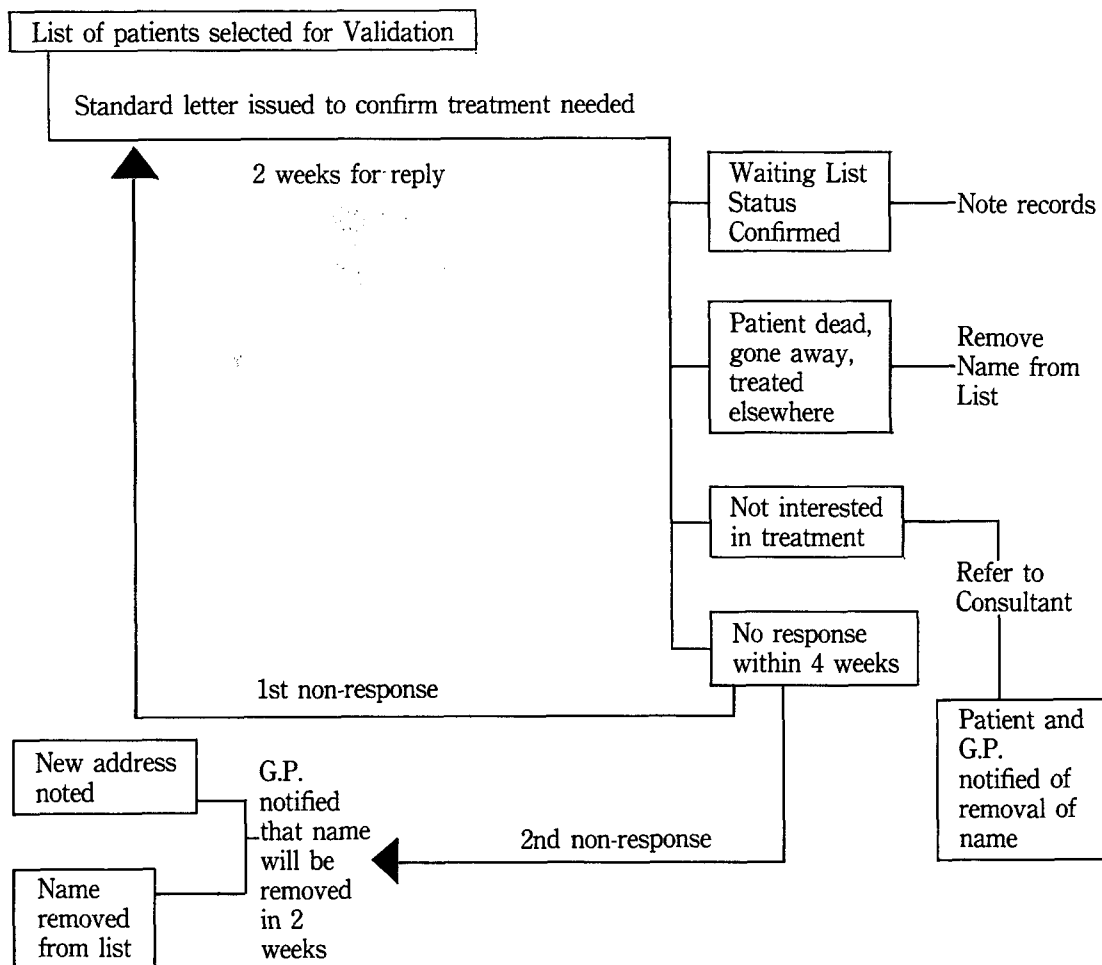 List of patients selected for Validation
Standard letter issued to confirm treatment needed
2 weeks for reply
Waiting List
Status
Confirmed
Note records
Patient dead,
gone away,
treated
elsewhere
Remove
Name from
List
Not interested
in treatment
Refer to
Consultant
No response
within 4 weeks
1st non-response
Patient and
G.P.
notified of
removal of
name
New address
noted
G.P.
notified
that name
will be
removed
in 2
weeks
2nd non-response
Name
removed
from list